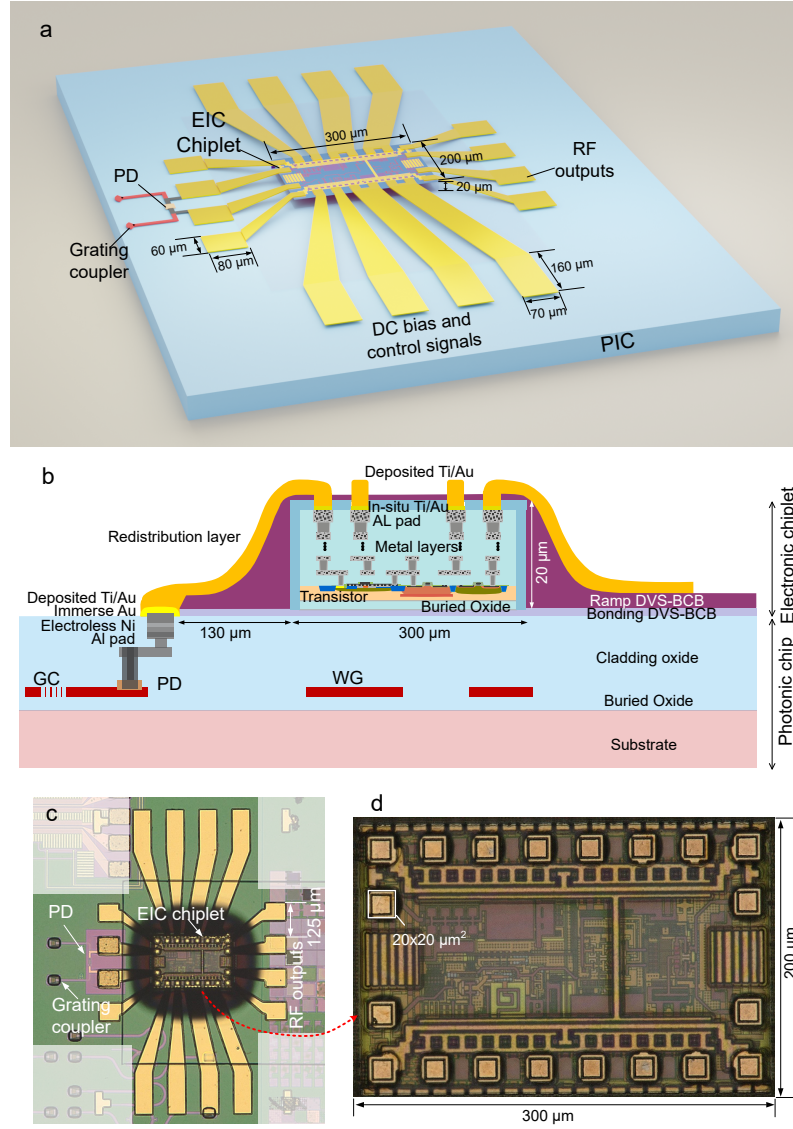 a
EIC
Chiplet
300 µm
200 µm
20 µm
RF
outputs
PD
Grating
coupler
60 µm
80 µm
160 µm
70 µm
DC bias and
control signals
PIC
b
Deposited Ti/Au
In-situ Ti/Au
AL pad
Redistribution layer
Metal layers
20 µm
Electronic chiplet
Transistor
Buried Oxide
Ramp DVS-BCB
Bonding DVS-BCB
Deposited Ti/Au
Immerse Au
Electroless Ni
Al pad
130 µm
300 µm
GC
PD
WG
Cladding oxide
Buried Oxide
Substrate
Photonic chip
c
PD
EIC chiplet
125 µm
RF outputs
Grating
coupler
d
20x20 µm²
200 µm
300 µm